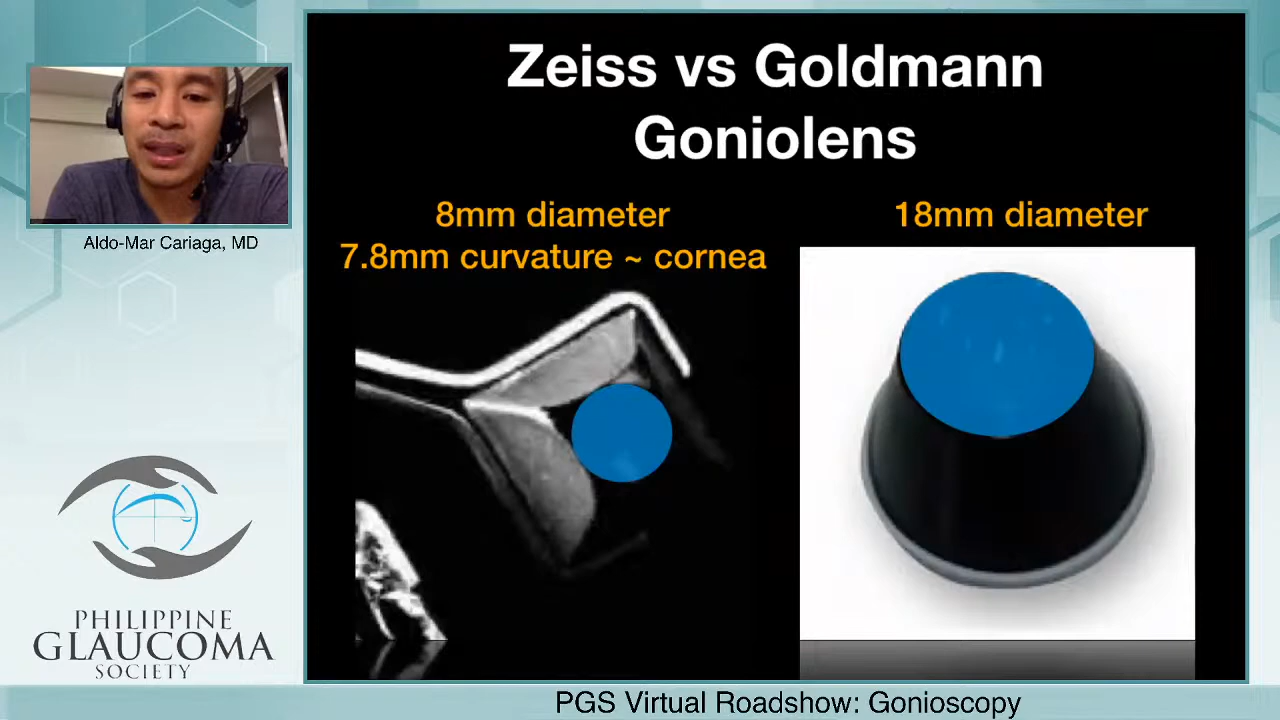 Zeiss vs Goldmann
Goniolens
8mm diameter
7.8mm curvature ~ cornea
18mm diameter
Aldo-Mar Cariaga, MD
PHILIPPINE
GLAUCOMA
SOCIETY
PGS Virtual Roadshow: Gonioscopy